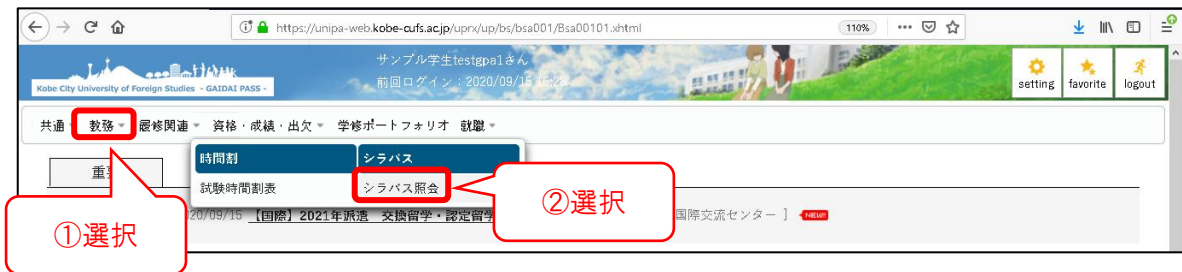 https://unipa-web.kobe-cufs.ac.jp/uprx/up/bs/bsa001/Bsa00101.xhtml
110%
サンプル学生testgpa1さん
前回ログイン：2020/09/15
Kobe City University of Foreign Studies - GAIDAI PASS -
setting favorite logout
共通 教務 履修関連 資格・成績・出欠 学修ポートフォリオ 就職
時間割 シラバス
重
試験時間割表 シラバス照会
②選択
20/09/15 【国際】2021年派遣 交換留学・認定留学 国際交流センター ] NEW!!
①選択